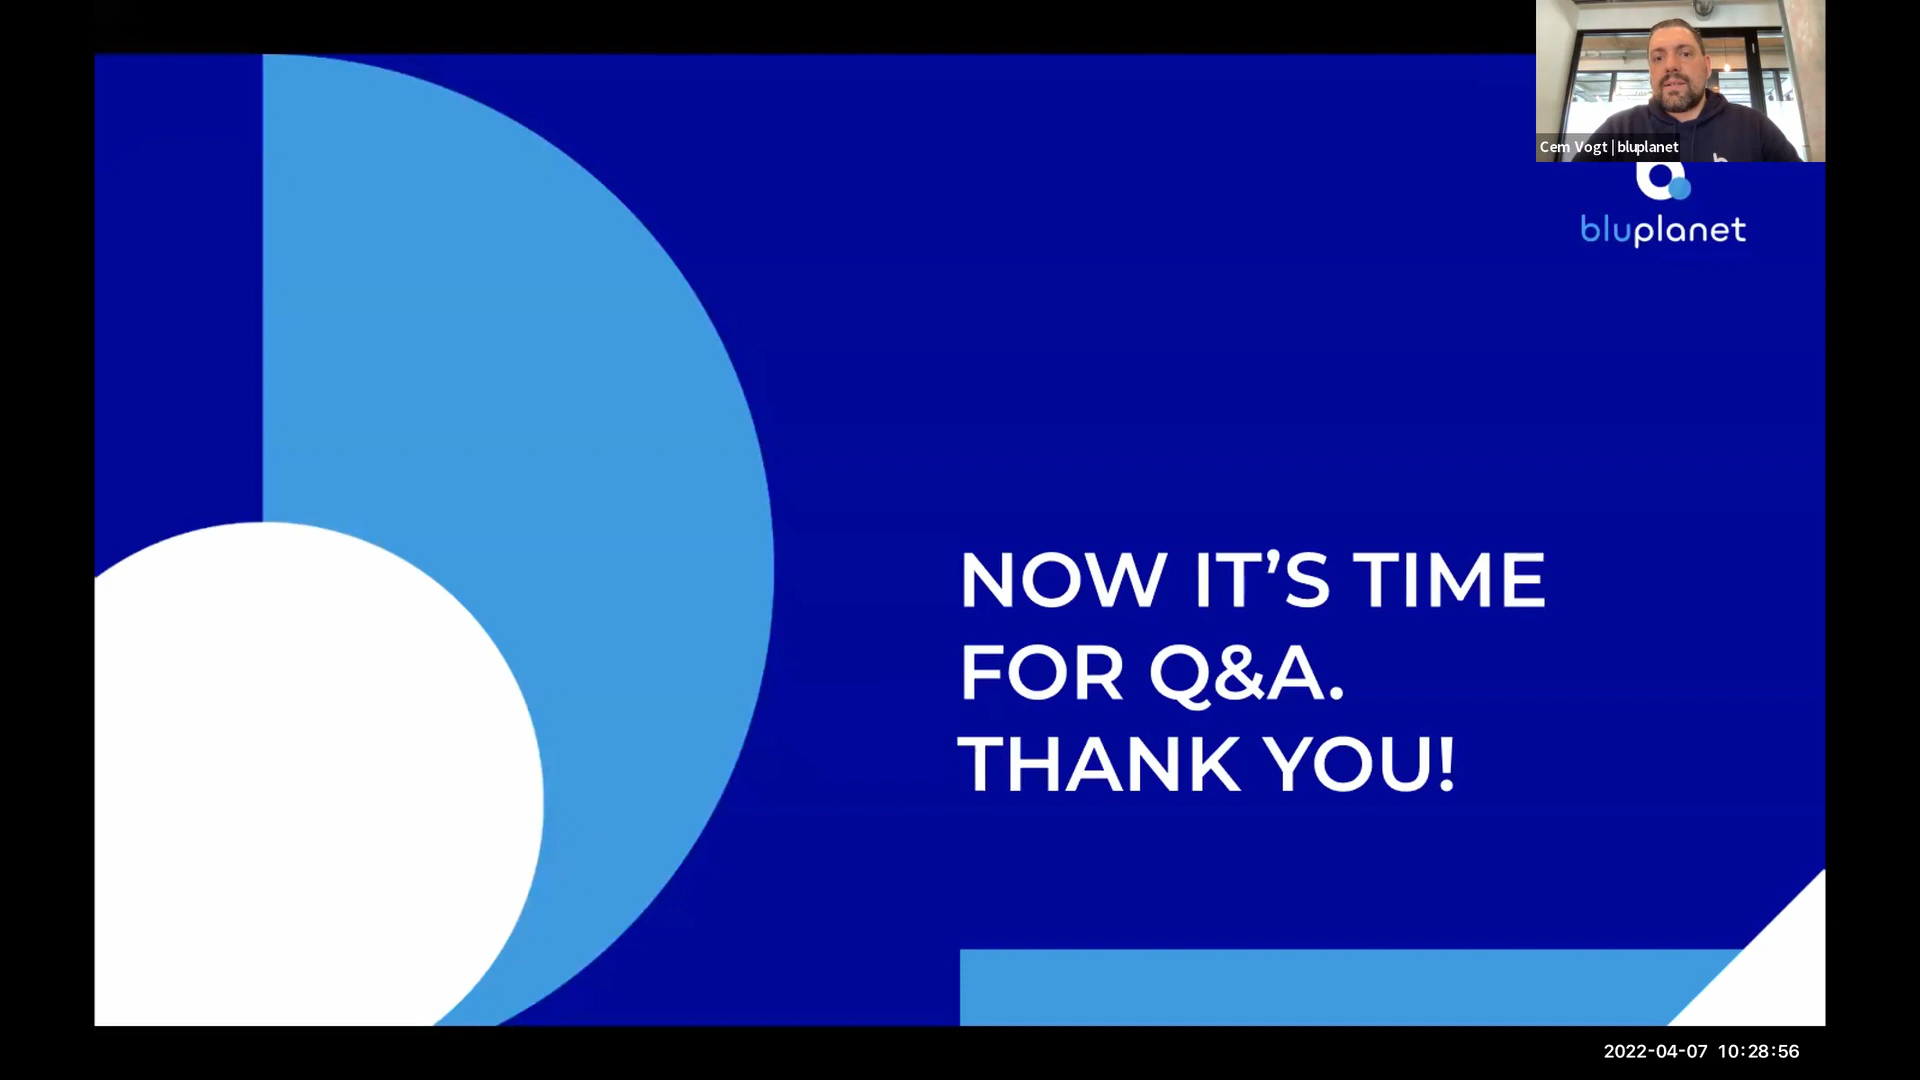 Cem Vogt | bluplanet
bluplanet
NOW IT’S TIME
FOR Q&A.
THANK YOU!
2022-04-07 10:28:56